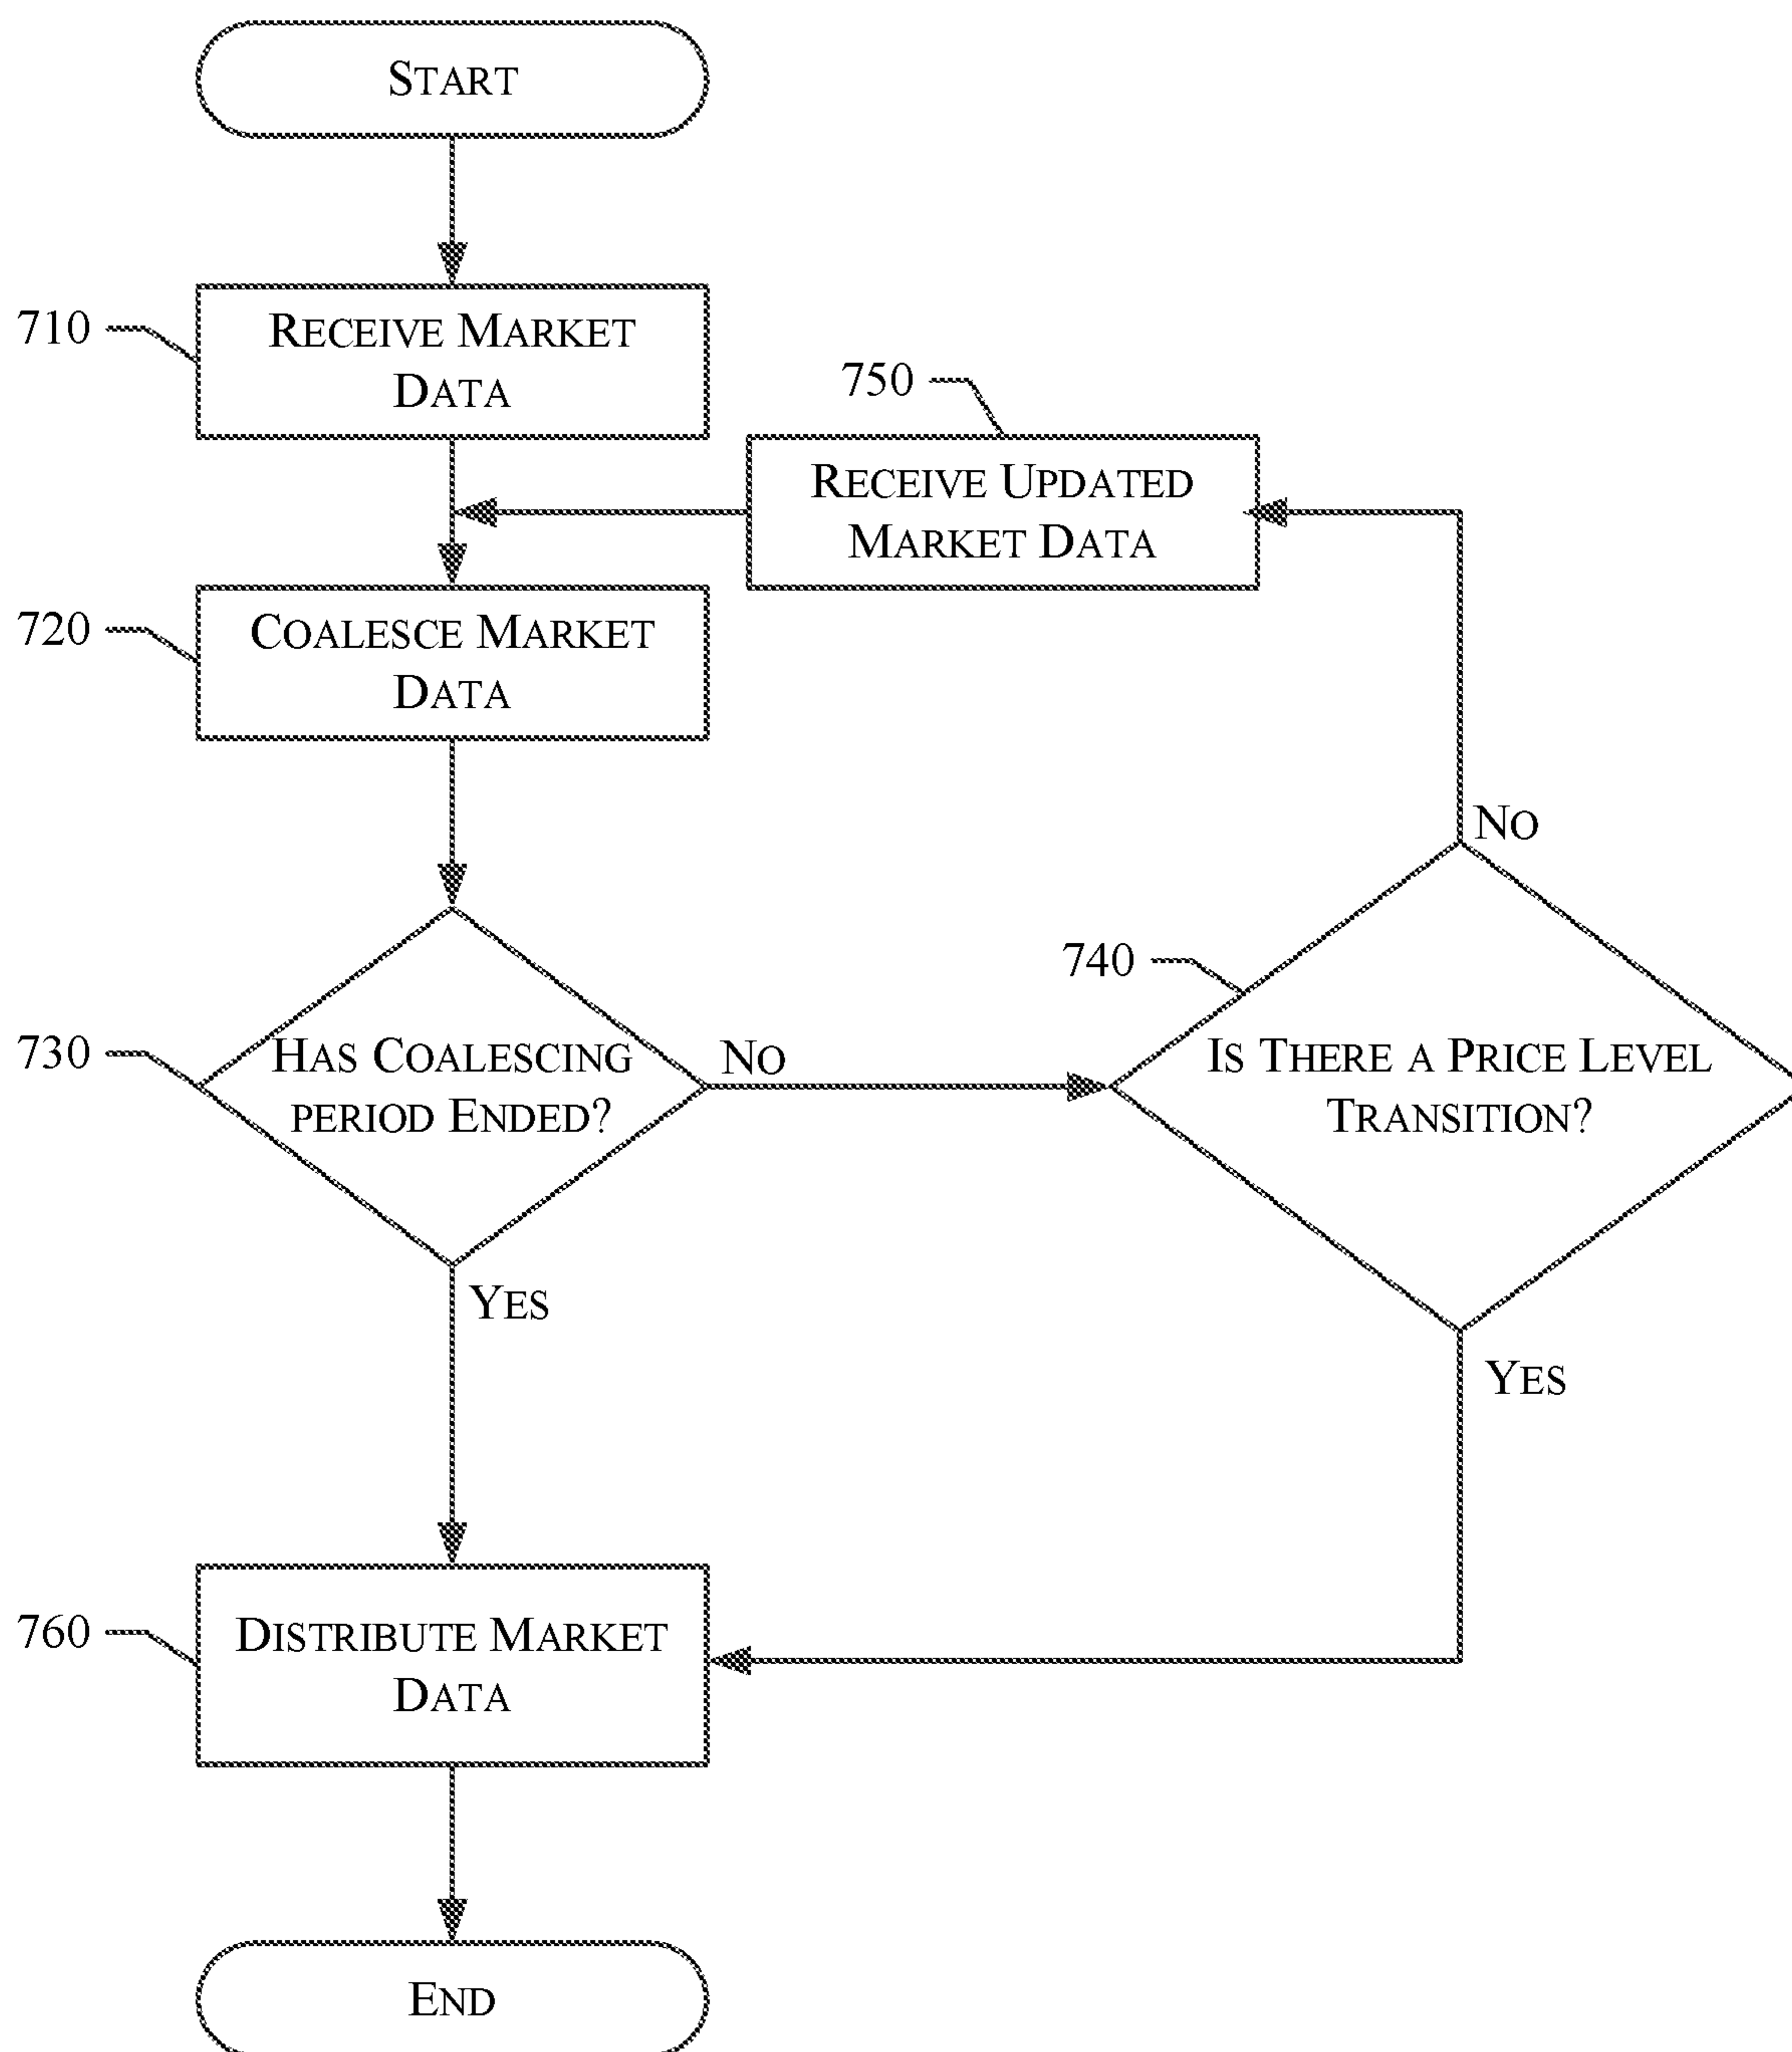 START
710
RECEIVE MARKET
DATA
750
RECEIVE UPDATED
MARKET DATA
720
COALESCE MARKET
DATA
NO
740
730
HAS COALESCING
PERIOD ENDED?
NO
IS THERE A PRICE LEVEL
TRANSITION?
YES
YES
760
DISTRIBUTE MARKET
DATA
END